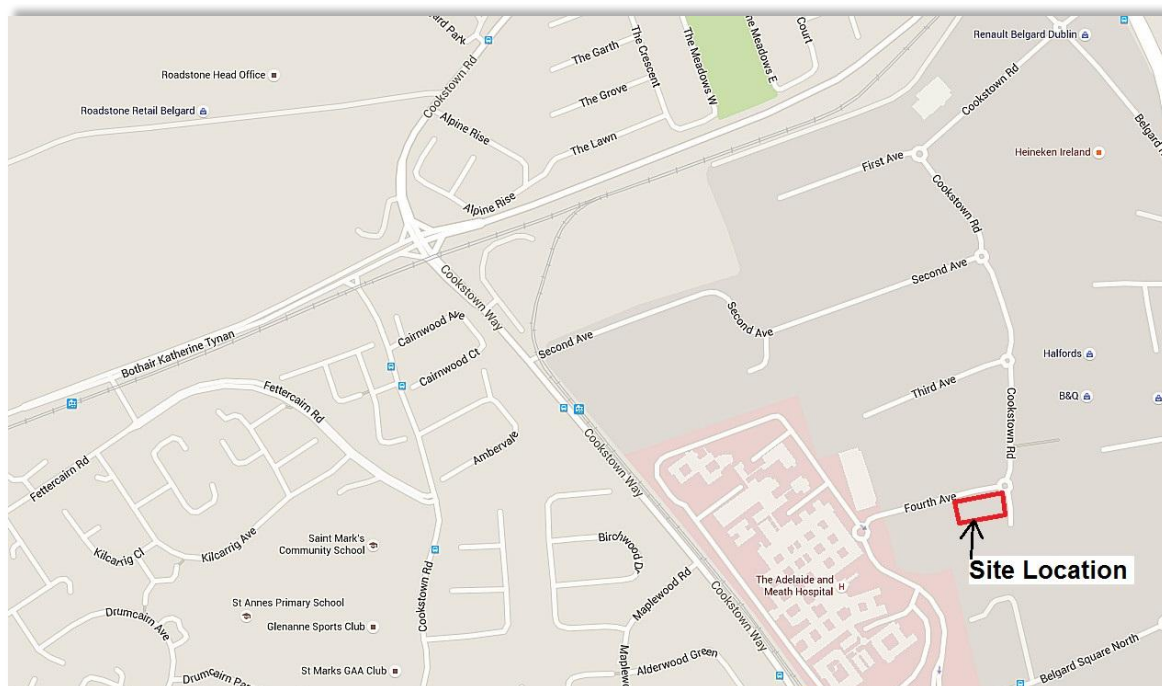 ard Park
Cookstown Rd
The Garth
The Crescent
The Meadows W
The Meadows E
Court
Renault Belgard Dublin
Roadstone Head Office
Roadstone Retail Belgard
The Grove
Cookstown Rd
Belgard R
Alpine Rise
The Lawn
First Ave
Heineken Ireland
Alpine Rise
Cookstown Rd
Cookstown Way
Second Ave
Second Ave
Cairnwood Ave
Second Ave
Bothair Katherine Tynan
Cairnwood Ct
Halfords
Third Ave
B&Q
Fettercairn Rd
Cookstown Rd
Ambervale
Cookstown Way
Fettercairn Rd
Fourth Ave
Saint Mark's
Community School
Kilcarrig Cl
Kilcarrig Ave
Birchwood D
Site Location
The Adelaide and
Meath Hospital
H
Maplewood Rd
St Annes Primary School
Cookstown Rd
Cookstown Way
Drumcairn Ave
Glenanne Sports Club
Belgard Square North
St Marks GAA Club
Maplew
Alderwood Green
Drumcairn Pa